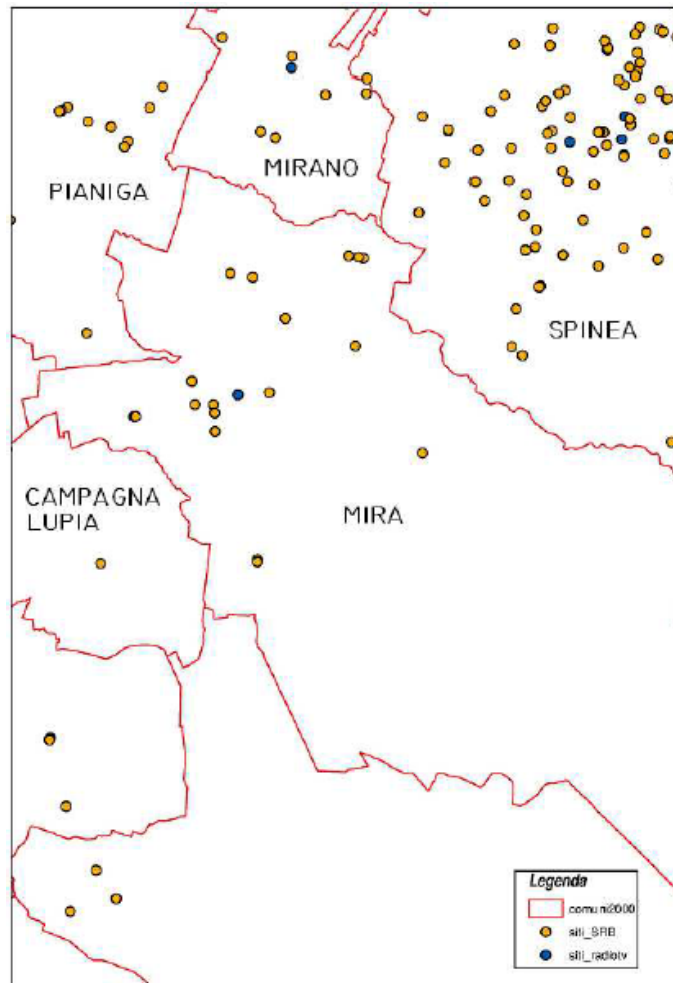 MIRANO
PIANIGA
SPINEA
CAMPAGNA
LUPIA
MIRA
Legenda
comuni2000
siti_SRB
siti_radiotv